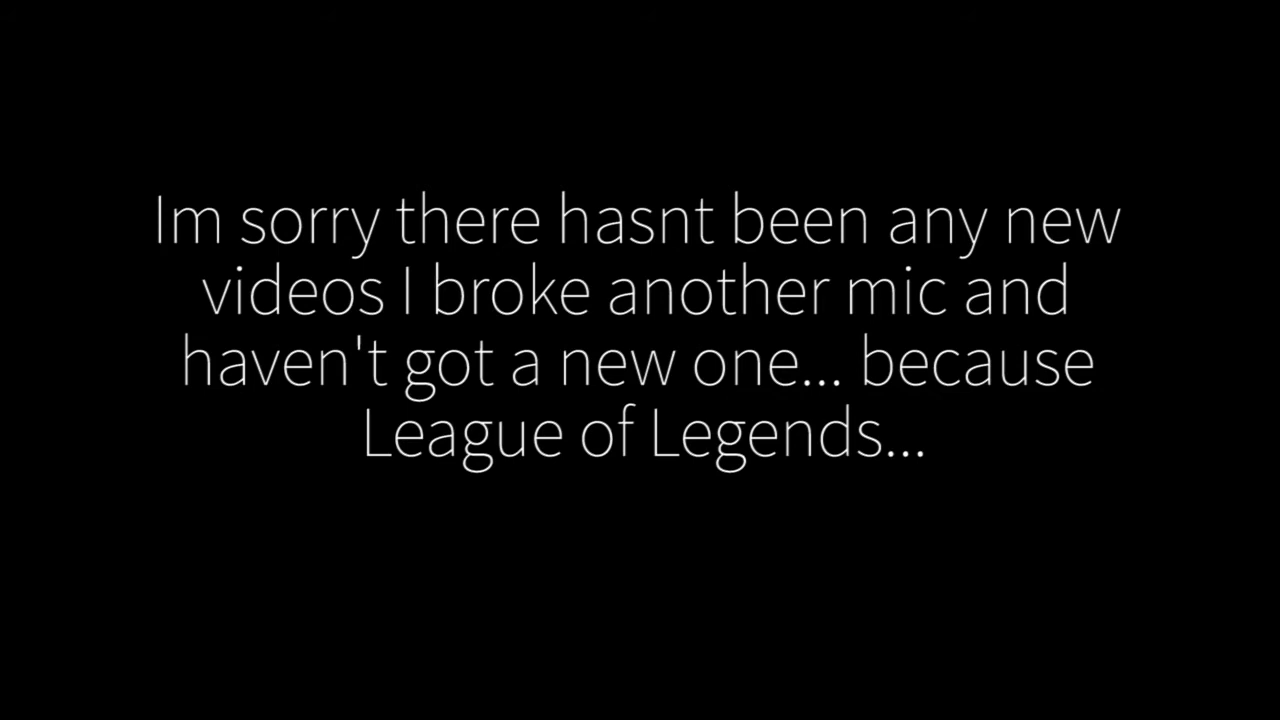 Im sorry there hasnt been any new
videos I broke another mic and
haven't got a new one... because
League of Legends...